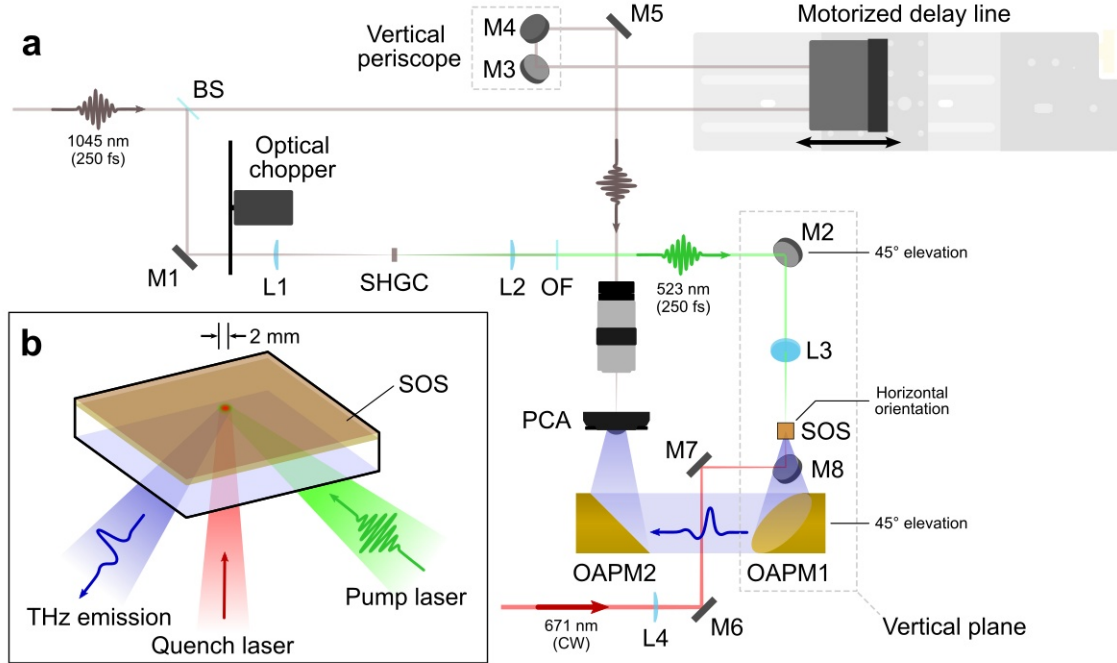 a
Vertical
periscope
M4
M3
M5
Motorized delay line
BS
1045 nm
(250 fs)
Optical
chopper
M1
L1
SHGC
L2
OF
523 nm
(250 fs)
M2
45° elevation
L3
Horizontal
orientation
SOS
PCA
M7
M8
45° elevation
OAPM2
OAPM1
671 nm
(CW)
L4
M6
Vertical plane
b
2 mm
SOS
THz emission
Quench laser
Pump laser